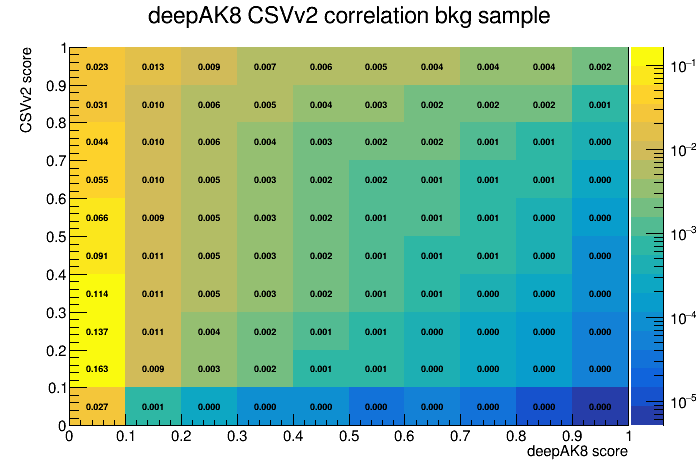 deepAK8 CSVv2 correlation bkg sample
CSVv2 score
1
0.9
0.8
0.7
0.6
0.5
0.4
0.3
0.2
0.1
0
0.023 0.013 0.009 0.007 0.006 0.005 0.004 0.004 0.004 0.002
0.031 0.010 0.006 0.005 0.004 0.003 0.002 0.002 0.002 0.001
0.044 0.010 0.006 0.004 0.003 0.002 0.002 0.001 0.001 0.000
0.055 0.010 0.005 0.003 0.002 0.002 0.001 0.001 0.001 0.000
0.066 0.009 0.005 0.003 0.002 0.001 0.001 0.001 0.000 0.000
0.091 0.011 0.005 0.003 0.002 0.001 0.001 0.001 0.000 0.000
0.114 0.011 0.005 0.003 0.002 0.001 0.001 0.000 0.000 0.000
0.137 0.011 0.004 0.002 0.001 0.001 0.000 0.000 0.000 0.000
0.163 0.009 0.003 0.002 0.001 0.001 0.000 0.000 0.000 0.000
0.027 0.001 0.000 0.000 0.000 0.000 0.000 0.000 0.000 0.000
0 0.1 0.2 0.3 0.4 0.5 0.6 0.7 0.8 0.9 1
deepAK8 score
10⁻¹
10⁻²
10⁻³
10⁻⁴
10⁻⁵